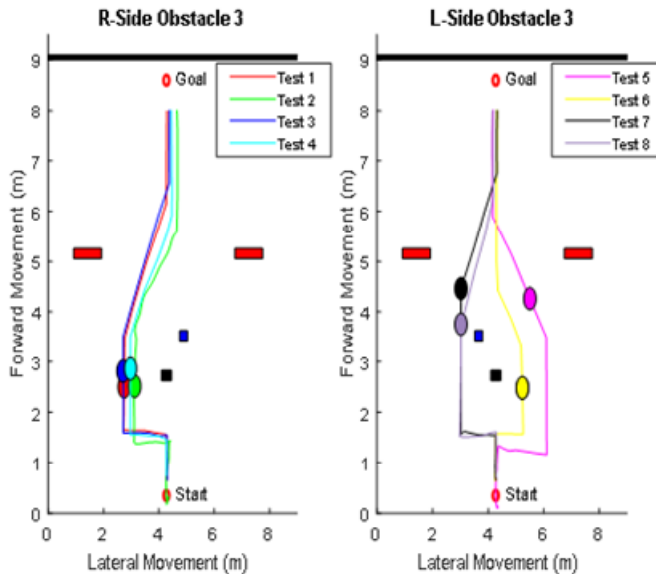 R-Side Obstacle 3
L-Side Obstacle 3
9
8
7
6
5
4
3
2
1
0
Goal
Test 1
Test 2
Test 3
Test 4
Start
0
2
4
6
8
Forward Movement (m)
Lateral Movement (m)
9
8
7
6
5
4
3
2
1
0
Goal
Test 5
Test 6
Test 7
Test 8
Start
0
2
4
6
8
Forward Movement (m)
Lateral Movement (m)